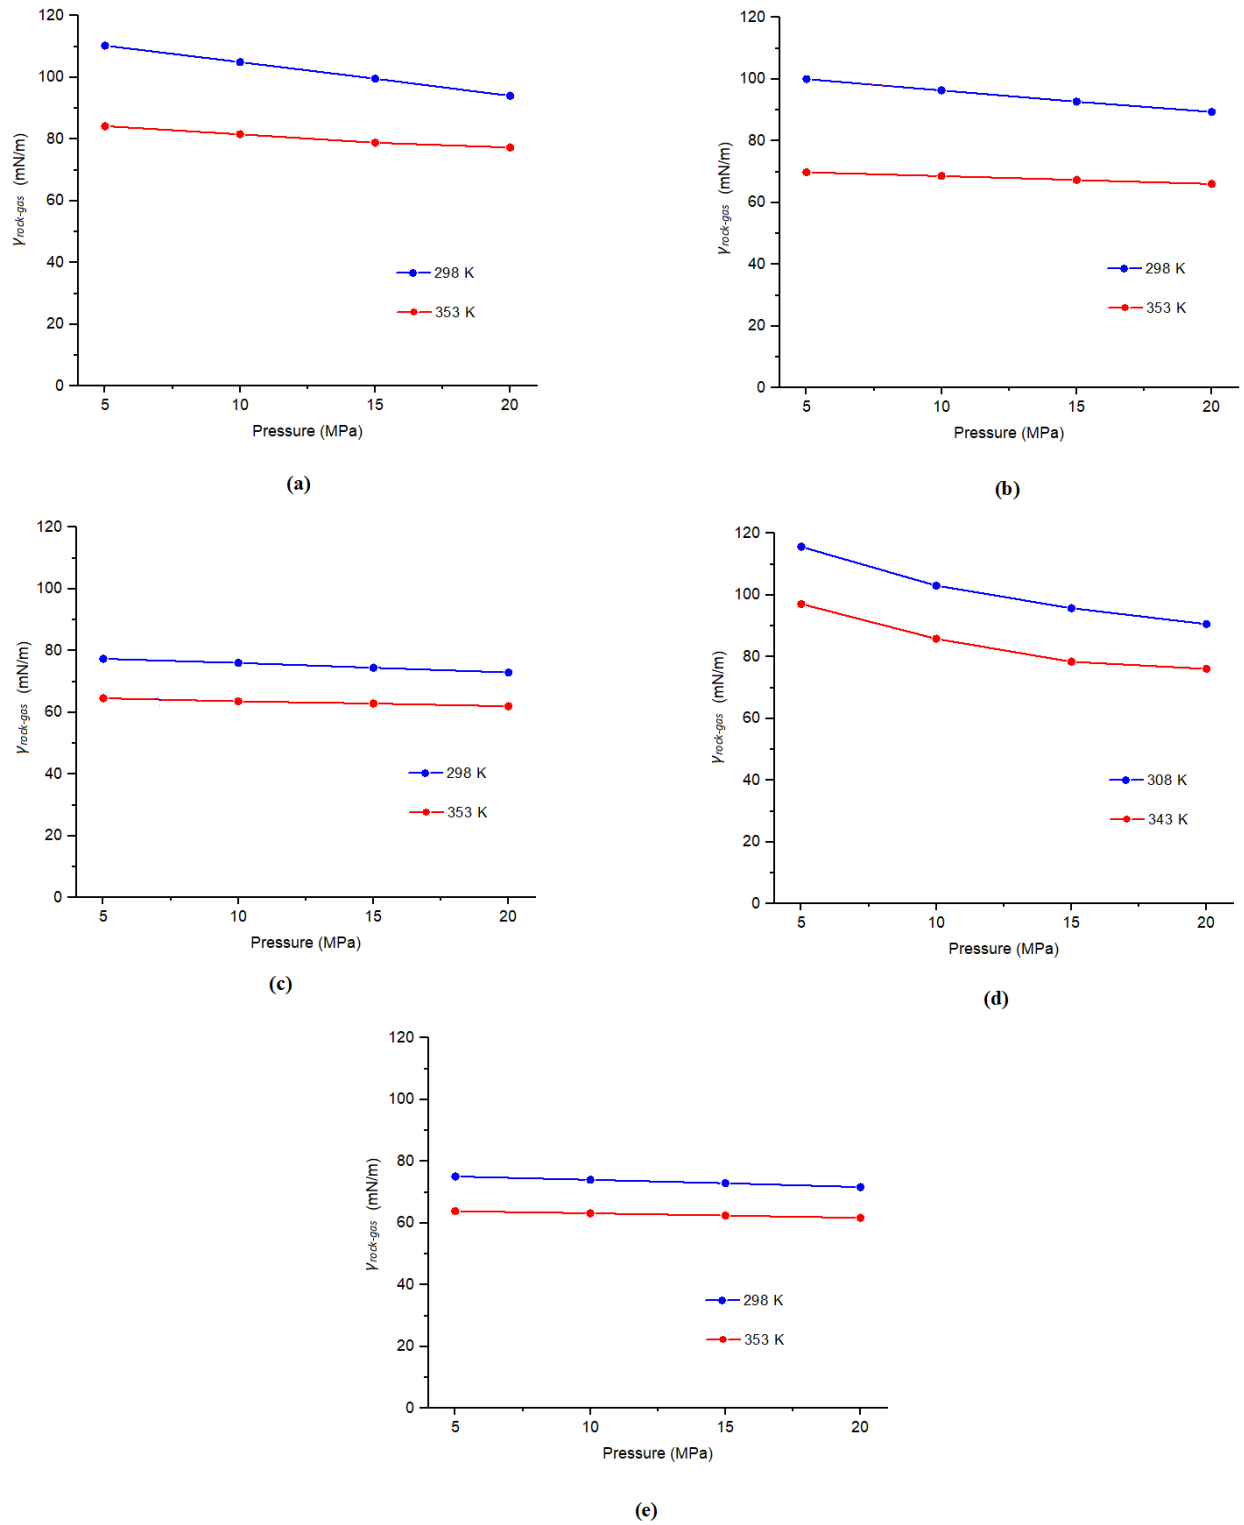 120
100
80
60
40
20
0
γrock-gas (mN/m)
5 10 15 20
Pressure (MPa)
298 K
353 K
(a)
120
100
80
60
40
20
0
γrock-gas (mN/m)
5 10 15 20
Pressure (MPa)
298 K
353 K
(b)
120
100
80
60
40
20
0
γrock-gas (mN/m)
5 10 15 20
Pressure (MPa)
298 K
353 K
(c)
120
100
80
60
40
20
0
γrock-gas (mN/m)
5 10 15 20
Pressure (MPa)
308 K
343 K
(d)
120
100
80
60
40
20
0
γrock-gas (mN/m)
5 10 15 20
Pressure (MPa)
298 K
353 K
(e)